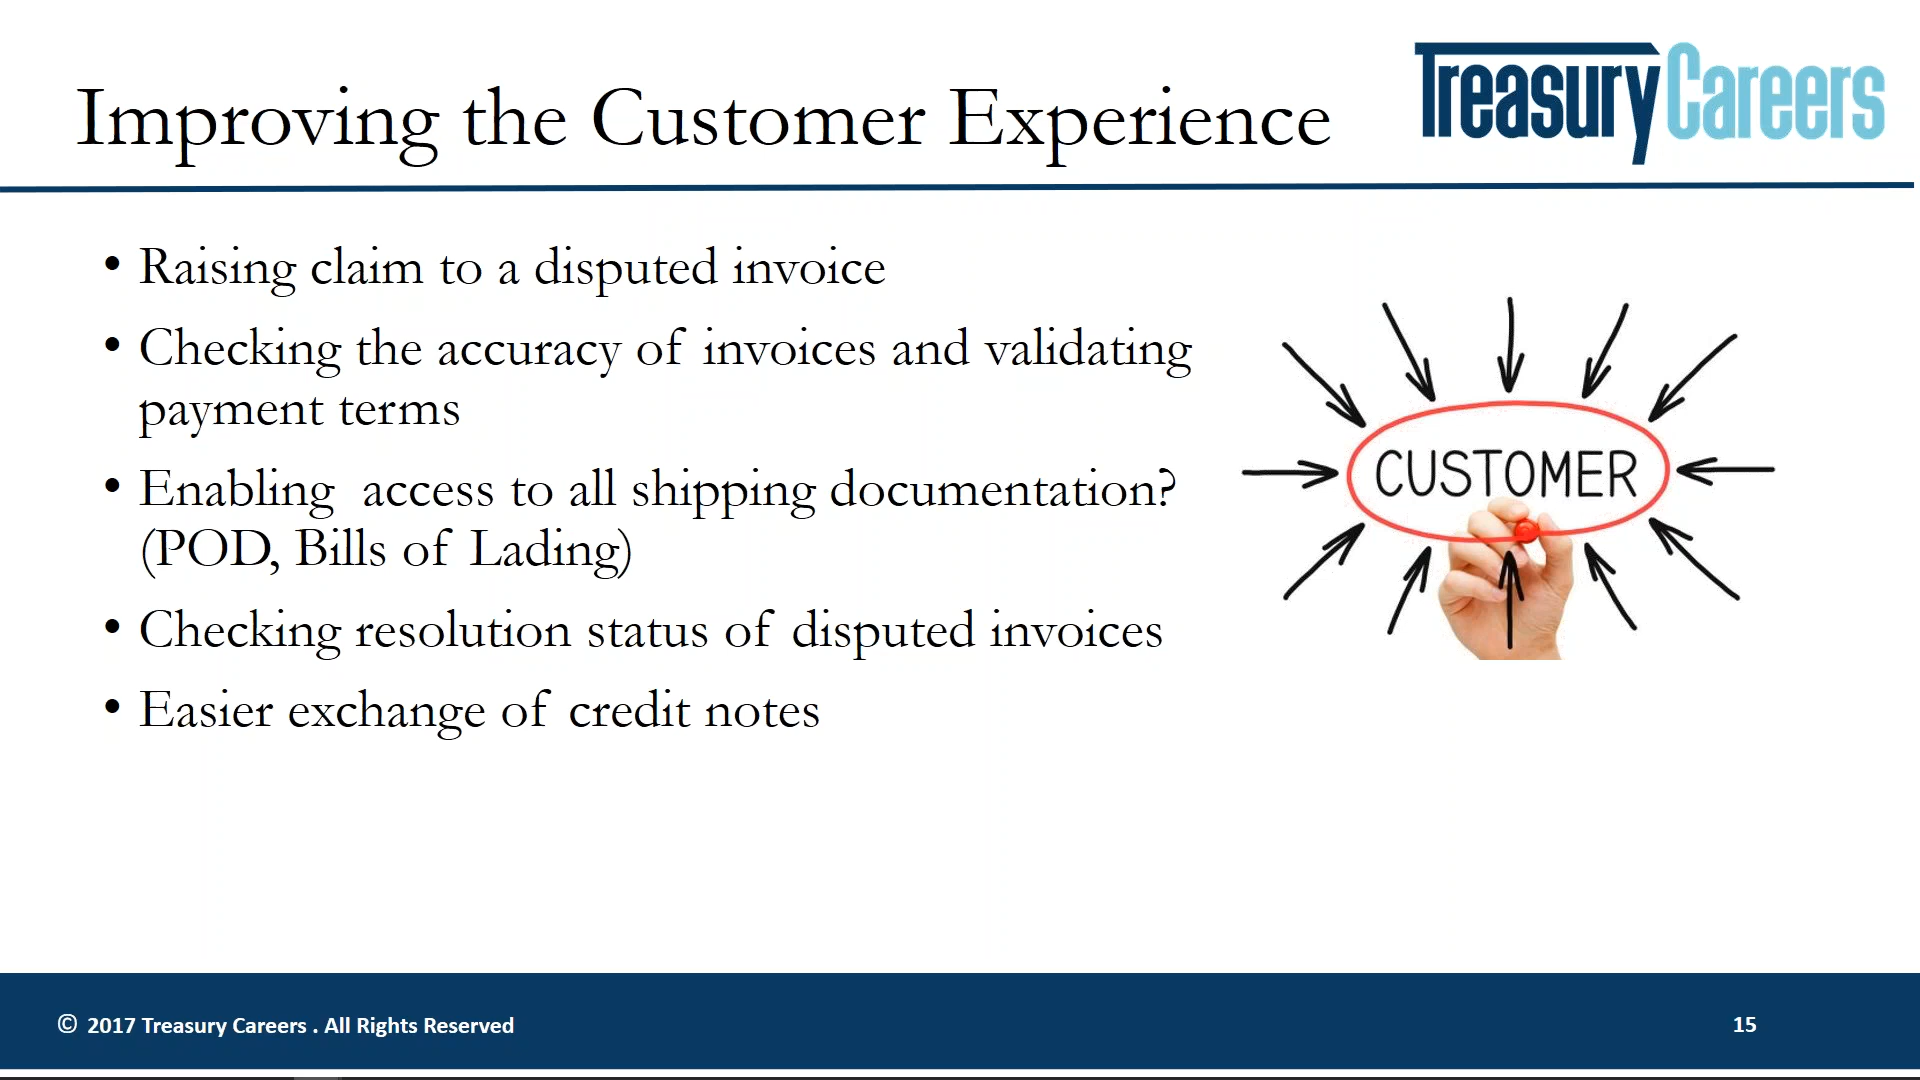 Improving the Customer Experience
TreasuryCareers
• Raising claim to a disputed invoice
• Checking the accuracy of invoices and validating
payment terms
• Enabling  access to all shipping documentation?
(POD, Bills of Lading)
• Checking resolution status of disputed invoices
• Easier exchange of credit notes
CUSTOMER
© 2017 Treasury Careers . All Rights Reserved
15